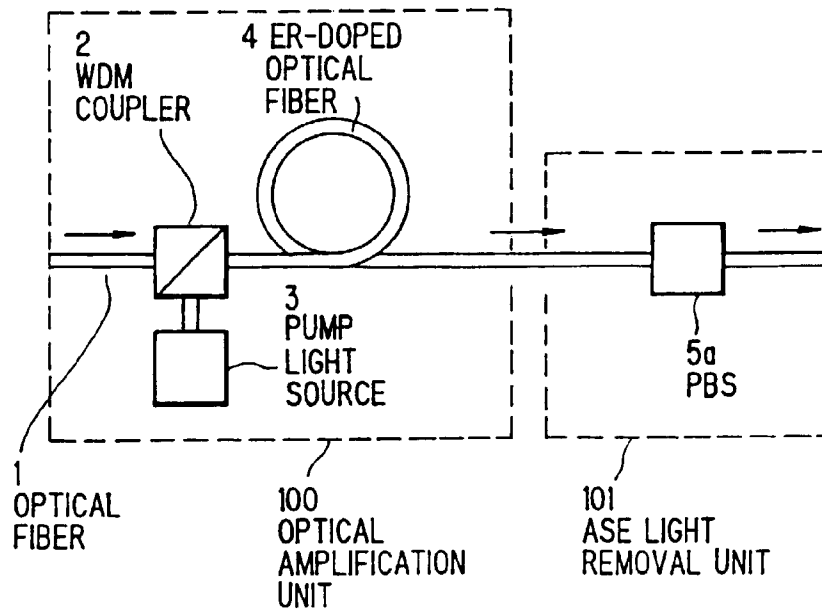 2
WDM
COUPLER
4 ER-DOPED
OPTICAL
FIBER
3
PUMP
LIGHT
SOURCE
5a
PBS
1
OPTICAL
FIBER
100
OPTICAL
AMPLIFICATION
UNIT
101
ASE LIGHT
REMOVAL UNIT